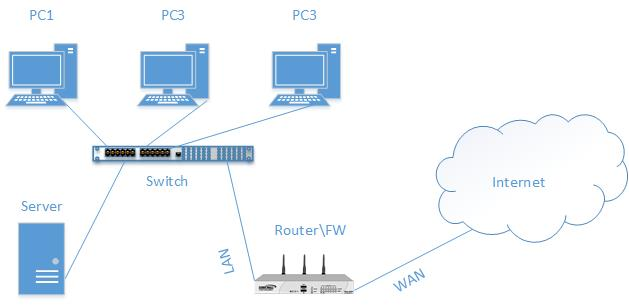 PC1
PC3
PC3
Switch
Server
Internet
Router\FW
LAN
WAN